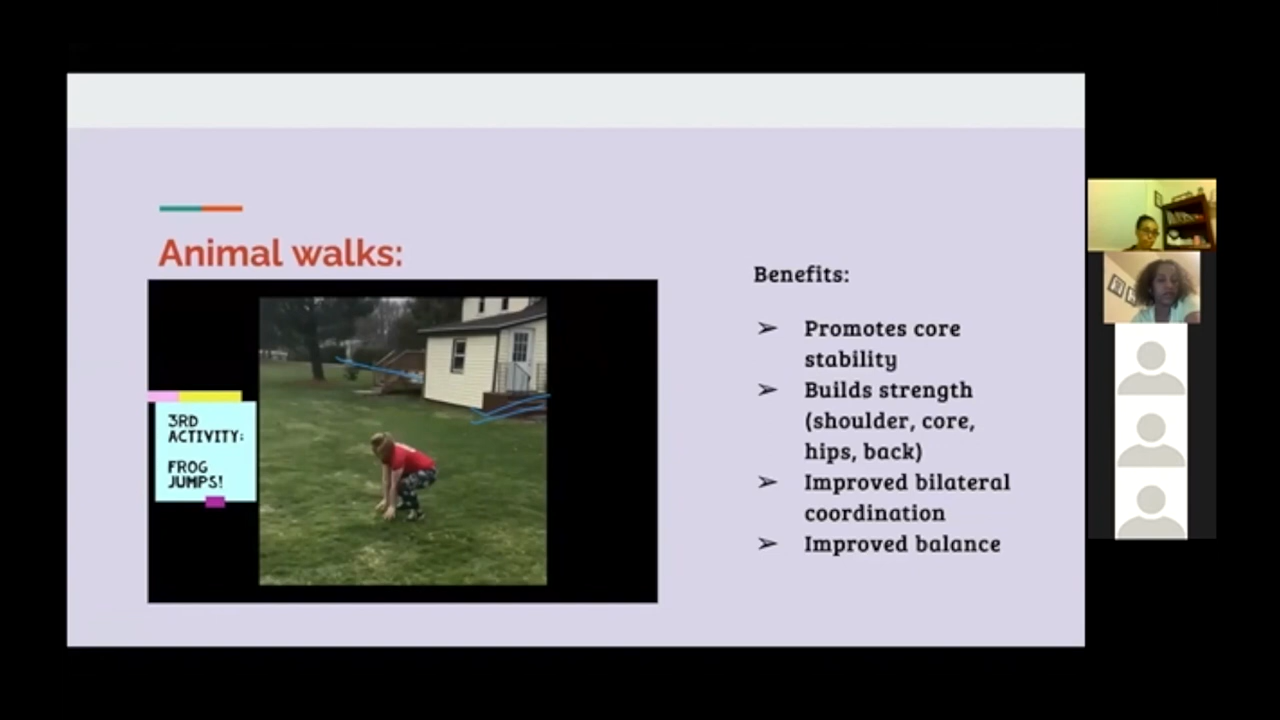 Animal walks:
3RD
ACTIVITY:
FROG
JUMPS!
Benefits:
➢ Promotes core
stability
➢ Builds strength
(shoulder, core,
hips, back)
➢ Improved bilateral
coordination
➢ Improved balance